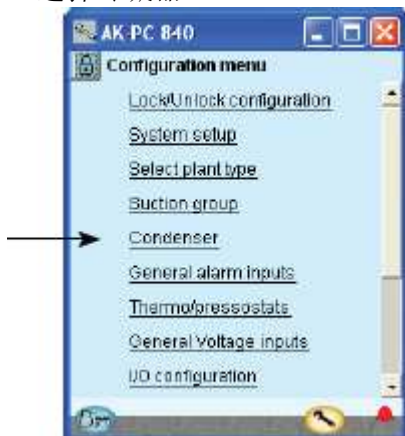 AK-PC 840
Configuration menu
Lock/Unlock configuration
System setup
Select plant type
Suction group
Condenser
General alarm inputs
Thermo/pressostats
General Voltage inputs
I/O configuration